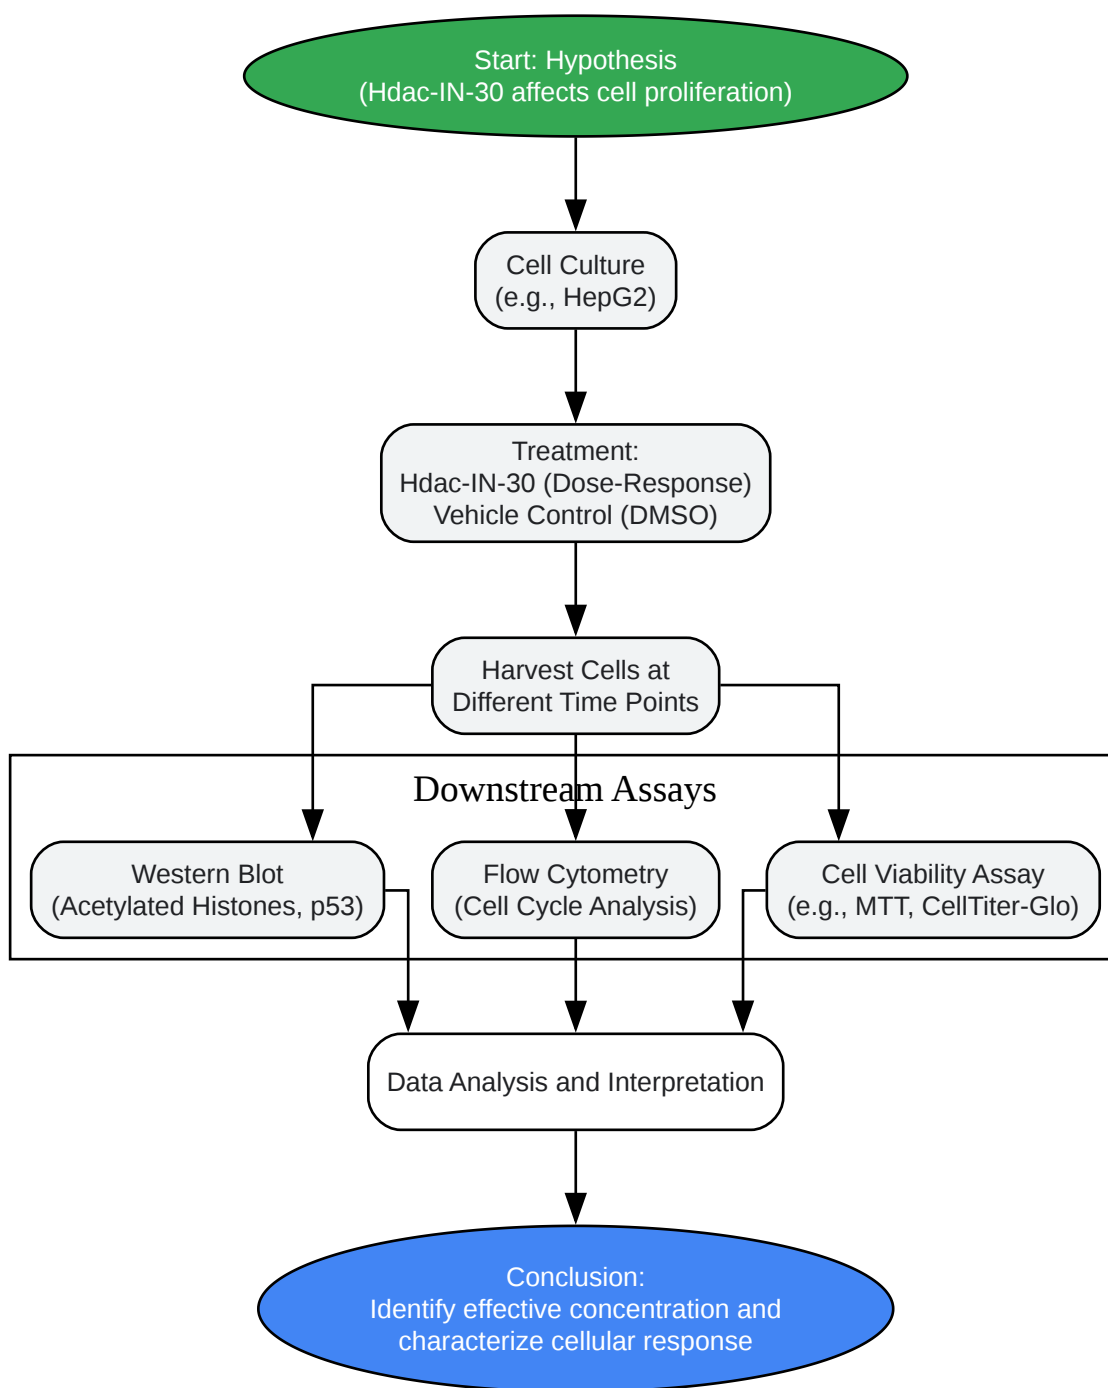 Start: Hypothesis
(Hdac-IN-30 affects cell proliferation)
Cell Culture
(e.g., HepG2)
Treatment:
Hdac-IN-30 (Dose-Response)
Vehicle Control (DMSO)
Harvest Cells at
Different Time Points
Downstream Assays
Western Blot
(Acetylated Histones, p53)
Flow Cytometry
(Cell Cycle Analysis)
Cell Viability Assay
(e.g., MTT, CellTiter-Glo)
Data Analysis and Interpretation
Conclusion:
Identify effective concentration and
characterize cellular response